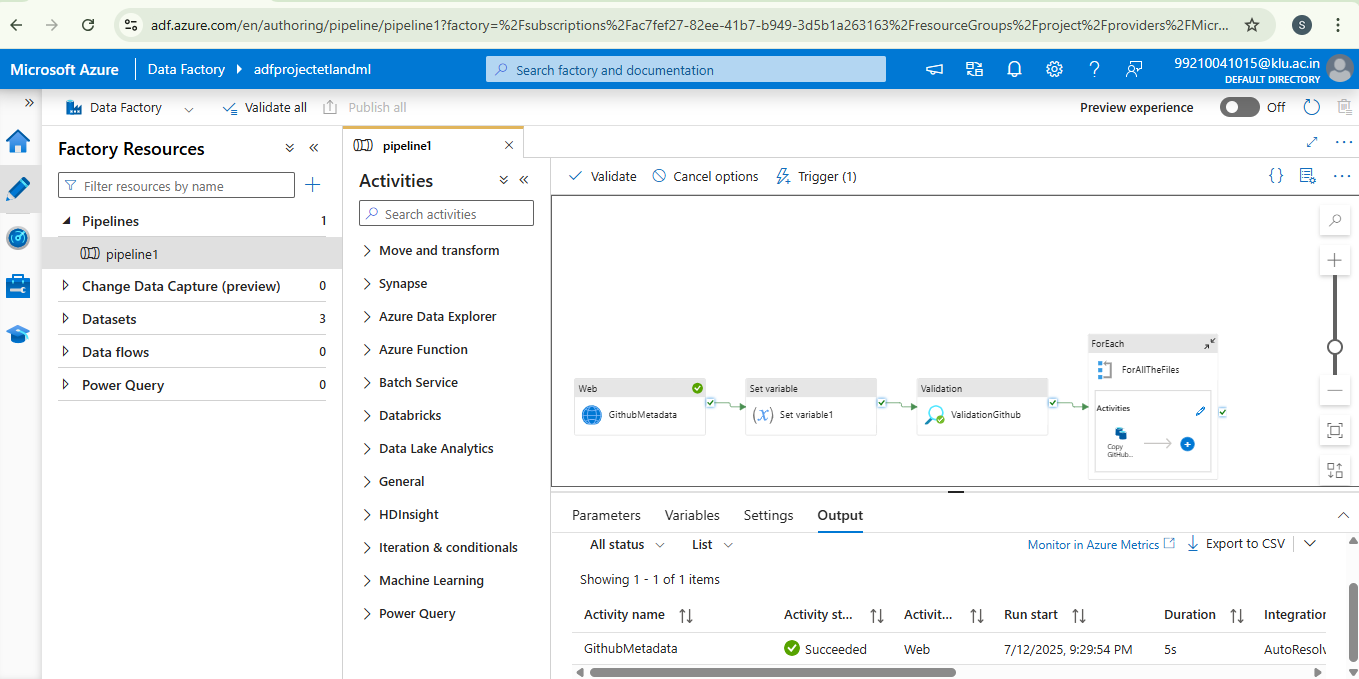 adf.azure.com/en/authoring/pipeline/pipeline1?factory=%2Fsubscriptions%2Fac7fef27-82ee-41b7-b949-3d5b1a263163%2FresourceGroups%2Fproject%2Fproviders%2FMicr...
S
Microsoft Azure
Data Factory
adfprojectetlandml
Search factory and documentation
99210041015@klu.ac.in
DEFAULT DIRECTORY
Data Factory
Validate all
Publish all
Preview experience
Off
Factory Resources
Filter resources by name
Pipelines 1
pipeline1
Change Data Capture (preview) 0
Datasets 3
Data flows 0
Power Query 0
pipeline1
Activities
Search activities
Move and transform
Synapse
Azure Data Explorer
Azure Function
Batch Service
Databricks
Data Lake Analytics
General
HDInsight
Iteration & conditionals
Machine Learning
Power Query
Validate
Cancel options
Trigger (1)
{}
Web
GithubMetadata
Set variable
(x) Set variable1
Validation
ValidationGithub
ForEach
ForAllTheFiles
Activities
Copy
GitHub...
Parameters Variables Settings Output
All status
List
Monitor in Azure Metrics
Export to CSV
Showing 1 - 1 of 1 items
Activity name Activity st... Activit... Run start Duration Integration
GithubMetadata Succeeded Web 7/12/2025, 9:29:54 PM 5s AutoResolv